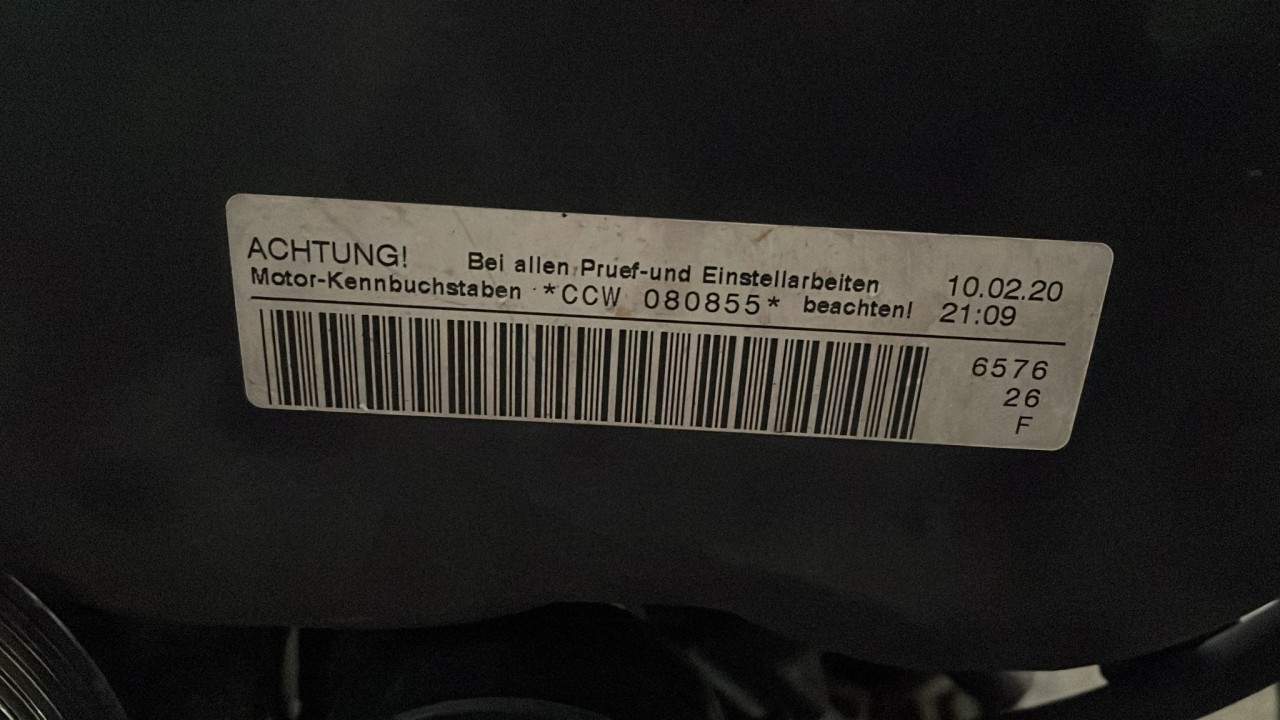 ACHTUNG! Bei allen Pruef-und Einstellarbeiten 10.02.20
Motor-Kennbuchstaben *CCW 080855* beachten! 21:09
6576
26
F